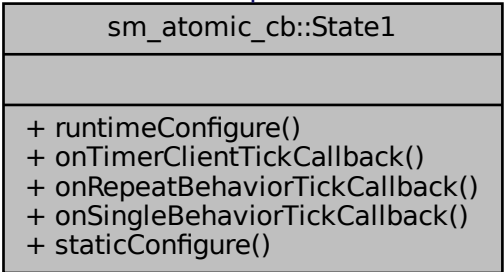 sm_atomic_cb::State1
+ runtimeConfigure()
+ onTimerClientTickCallback()
+ onRepeatBehaviorTickCallback()
+ onSingleBehaviorTickCallback()
+ staticConfigure()